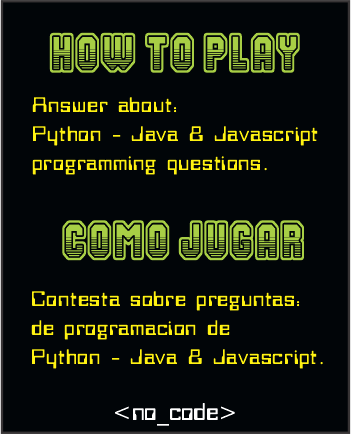 HOW TO PLAY
Answer about:
Python - Java & Javascript
programming questions.
COMO JUGAR
Contesta sobre preguntas:
de programacion de
Python - Java & Javascript.
<no_code>